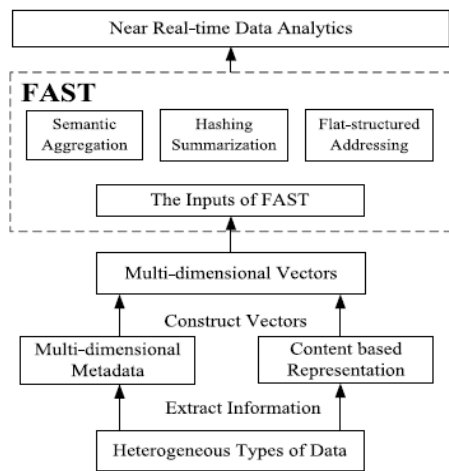 Near Real-time Data Analytics
FAST
Semantic
Aggregation
Hashing
Summarization
Flat-structured
Addressing
The Inputs of FAST
Multi-dimensional Vectors
Construct Vectors
Multi-dimensional
Metadata
Content based
Representation
Extract Information
Heterogeneous Types of Data